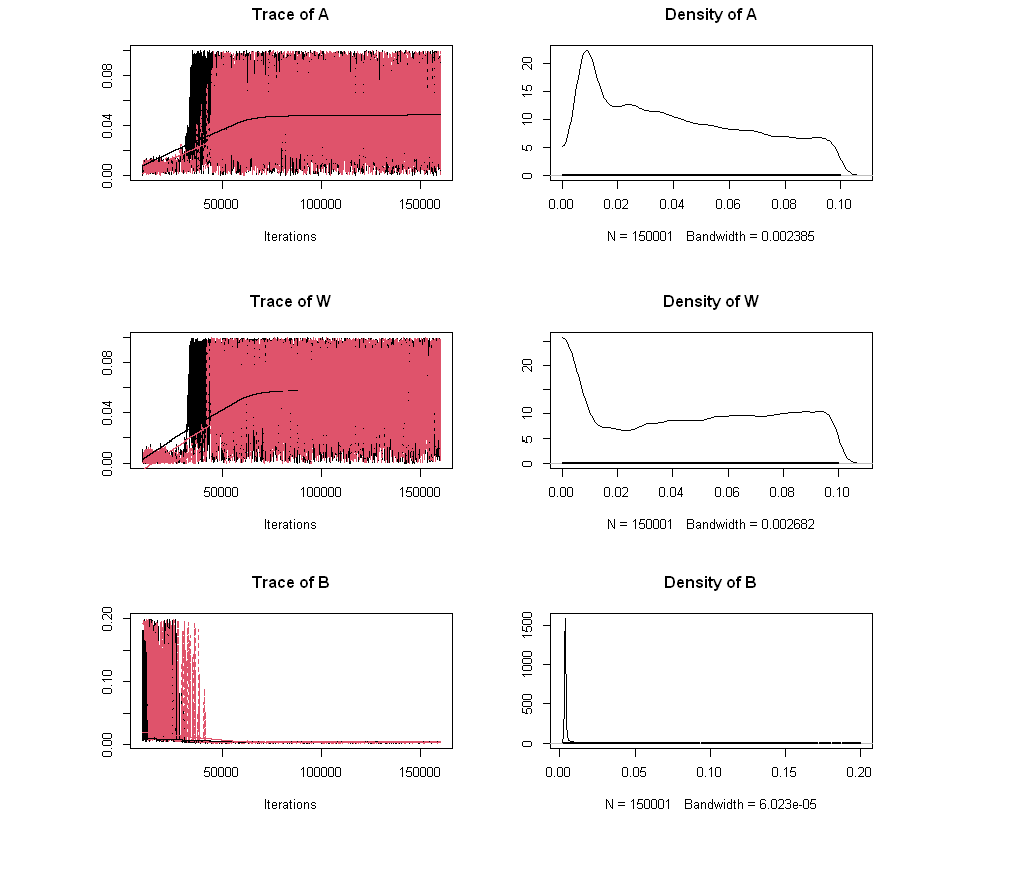 Trace of A
Density of A
0.00 0.04 0.08
50000 100000 150000
Iterations
0 5 10 15 20
0.00 0.02 0.04 0.06 0.08 0.10
N = 150001 Bandwidth = 0.002385
Trace of W
Density of W
0.00 0.04 0.08
50000 100000 150000
Iterations
0 5 10 20
0.00 0.02 0.04 0.06 0.08 0.10
N = 150001 Bandwidth = 0.002682
Trace of B
Density of B
0.00 0.10 0.20
50000 100000 150000
Iterations
0 500 1000 1500
0.00 0.05 0.10 0.15 0.20
N = 150001 Bandwidth = 6.023e-05